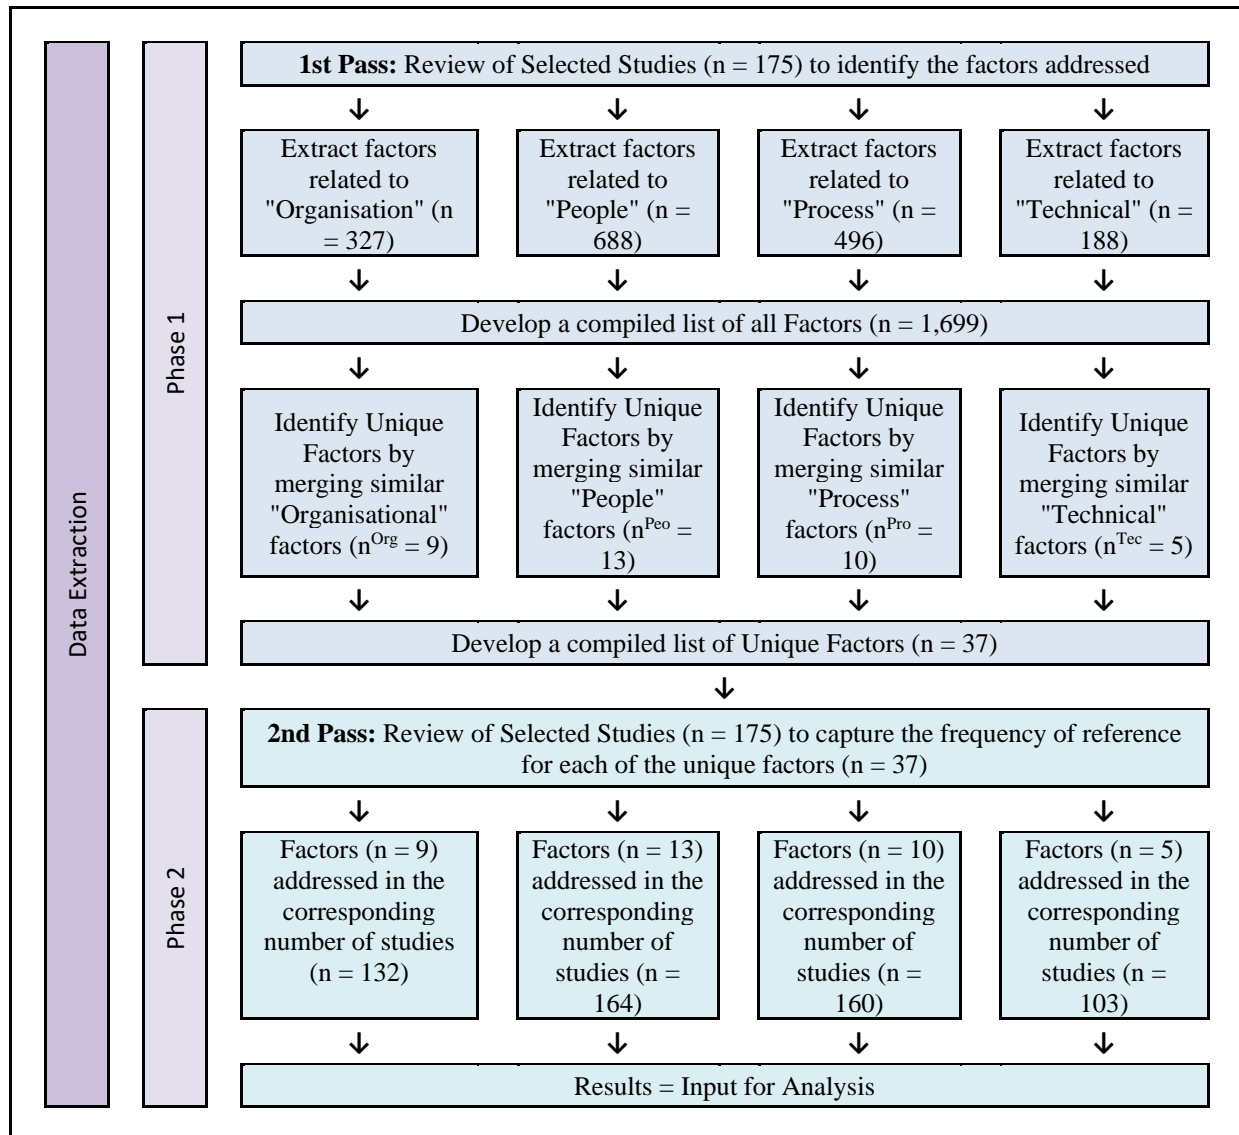 Data Extraction
Phase 1
1st Pass: Review of Selected Studies (n = 175) to identify the factors addressed
↓ ↓ ↓ ↓
Extract factors
related to
"Organisation" (n
= 327)
Extract factors
related to
"People" (n =
688)
Extract factors
related to
"Process" (n =
496)
Extract factors
related to
"Technical" (n =
188)
↓ ↓ ↓ ↓
Develop a compiled list of all Factors (n = 1,699)
↓ ↓ ↓ ↓
Identify Unique
Factors by
merging similar
"Organisational"
factors (n^Org = 9)
Identify Unique
Factors by
merging similar
"People"
factors (n^Peo =
13)
Identify Unique
Factors by
merging similar
"Process"
factors (n^Pro =
10)
Identify Unique
Factors by
merging similar
"Technical"
factors (n^Tec = 5)
↓ ↓ ↓ ↓
Develop a compiled list of Unique Factors (n = 37)
↓
Phase 2
2nd Pass: Review of Selected Studies (n = 175) to capture the frequency of reference
for each of the unique factors (n = 37)
↓ ↓ ↓ ↓
Factors (n = 9)
addressed in the
corresponding
number of studies
(n = 132)
Factors (n = 13)
addressed in the
corresponding
number of
studies (n =
164)
Factors (n = 10)
addressed in the
corresponding
number of
studies (n =
160)
Factors (n = 5)
addressed in the
corresponding
number of
studies (n =
103)
↓ ↓ ↓ ↓
Results = Input for Analysis